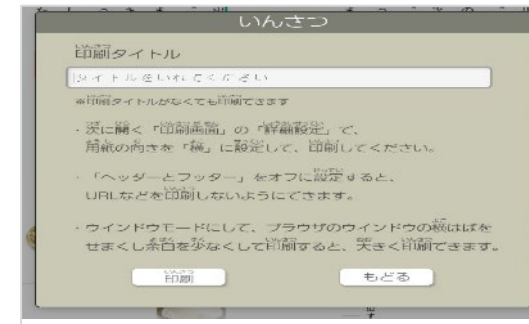 いんさつ
印刷タイトル
タイトルをいれてください
※印刷タイトルがなくても印刷できます
・次に開く「印刷画面」の「詳細設定」で、
用紙の向きを「横」に設定して、印刷してください。
・「ヘッダーとフッター」をオフに設定すると、
URLなどを印刷しないようにできます。
・ウインドウモードにして、ブラウザのウインドウの横はばを
せまくし余白を少なくして印刷すると、大きく印刷できます。
印刷
もどる